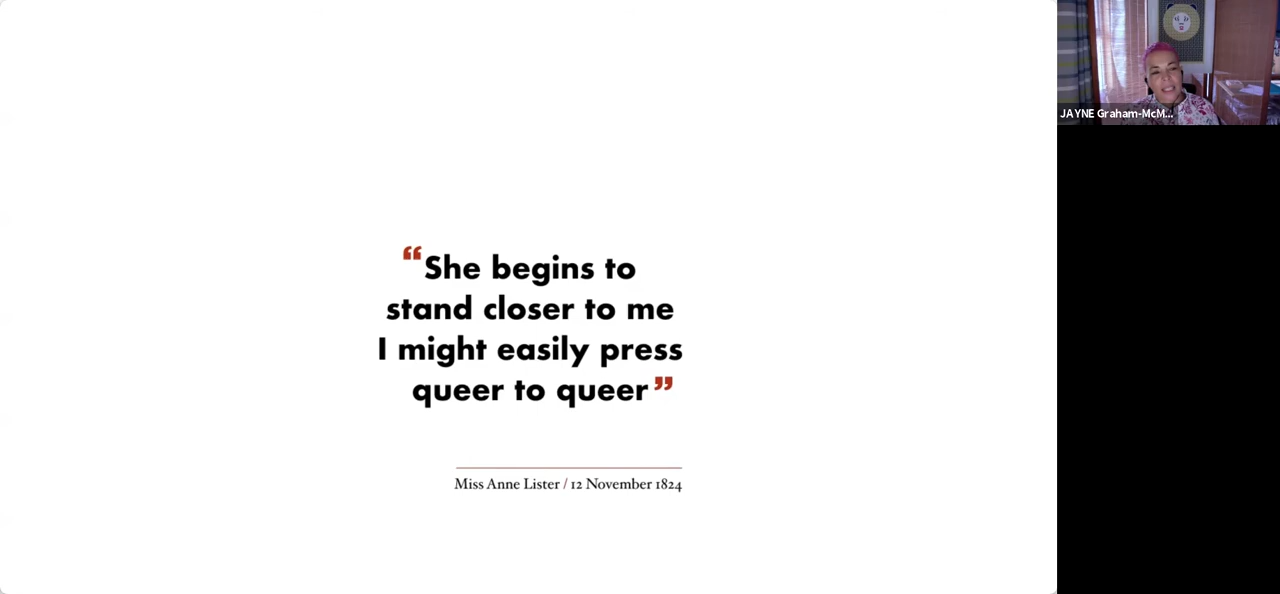 “She begins to
stand closer to me
I might easily press
queer to queer”
Miss Anne Lister / 12 November 1824
JAYNE Graham-McM...